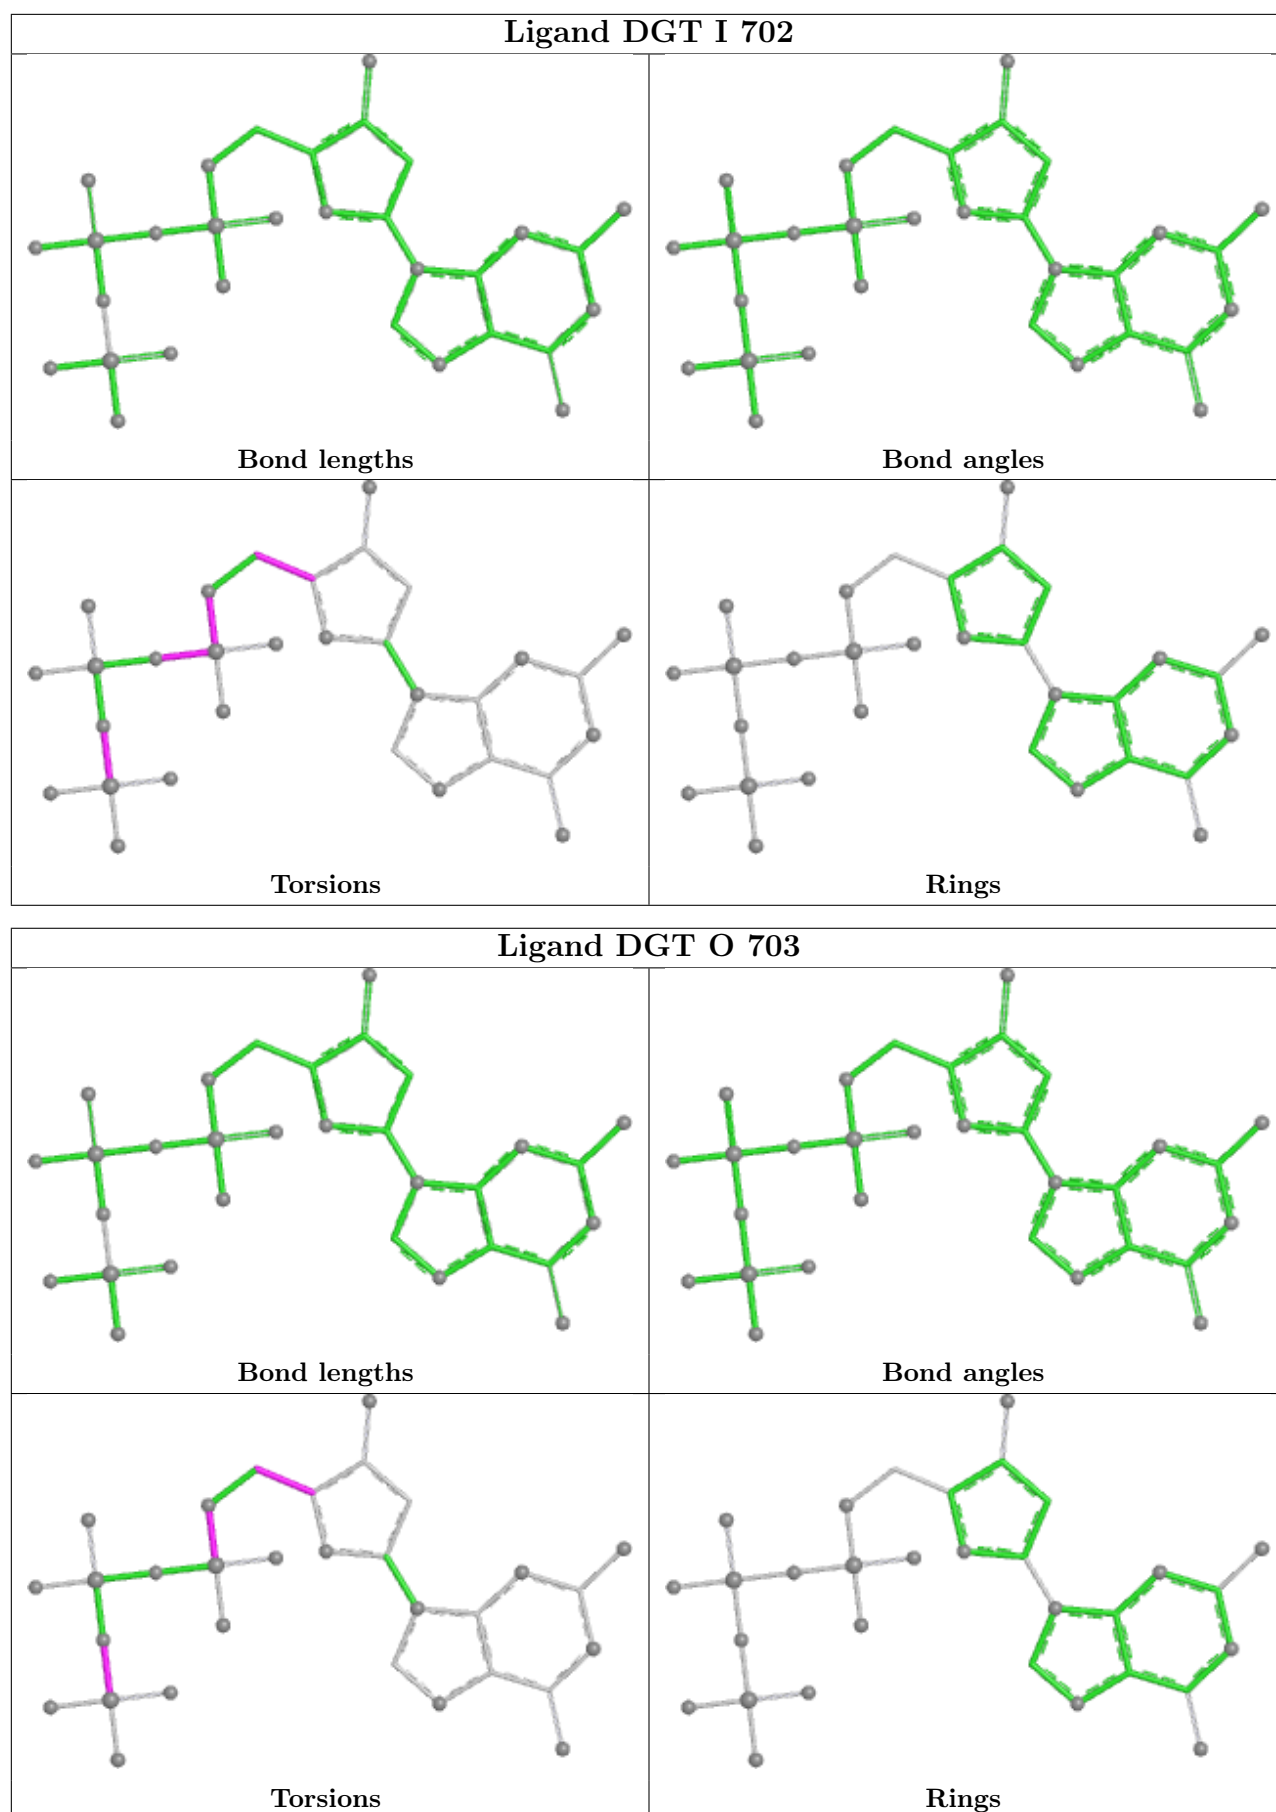 Ligand DGT I 702
Bond lengths
Bond angles
Torsions
Rings
Ligand DGT O 703
Bond lengths
Bond angles
Torsions
Rings